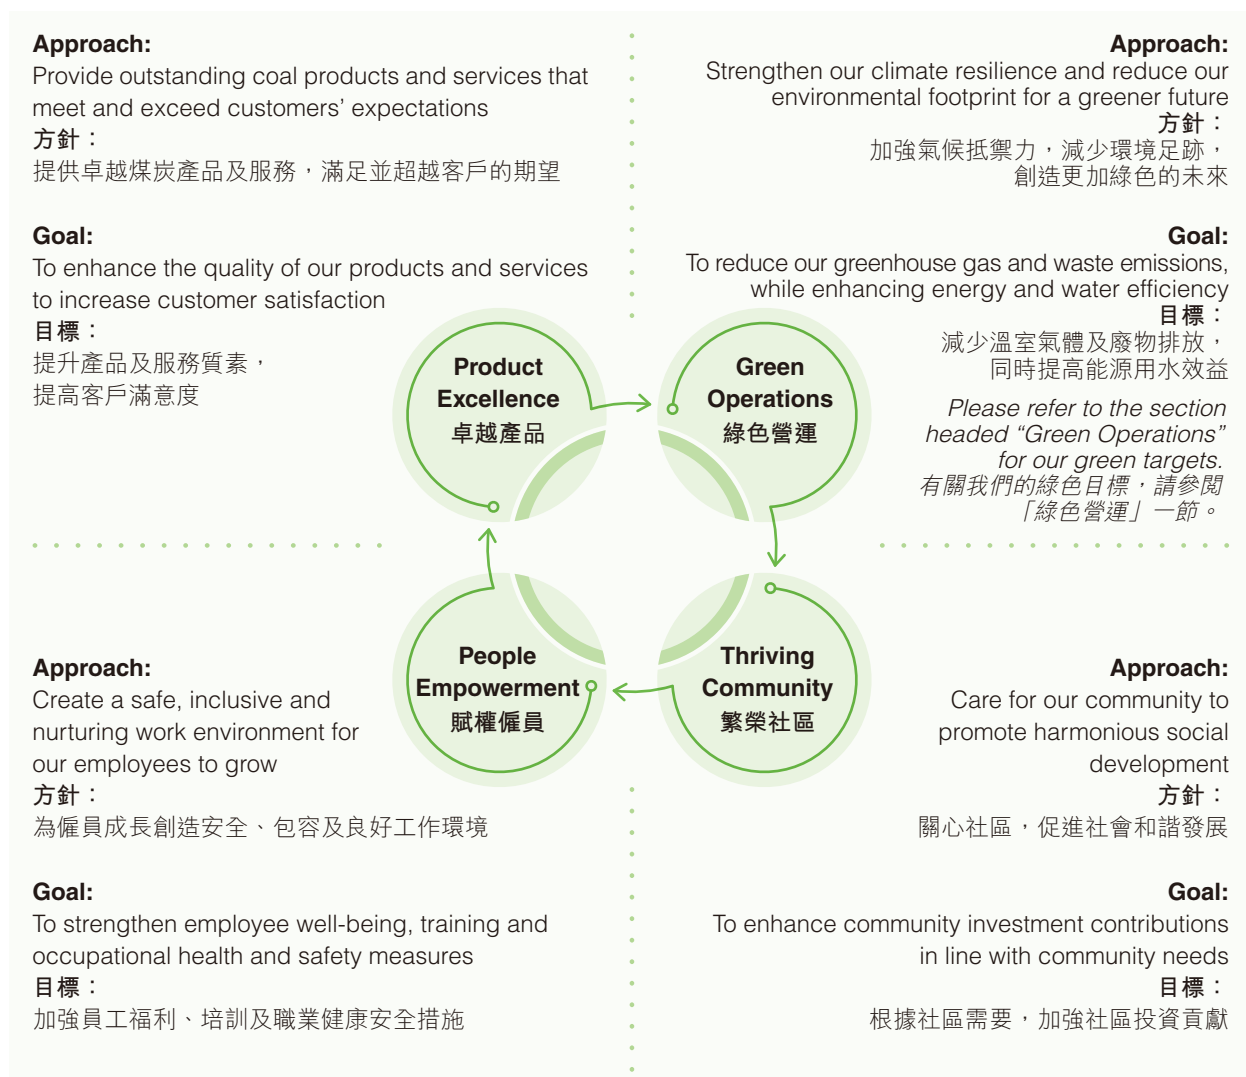 Approach:
Provide outstanding coal products and services that
meet and exceed customers’ expectations
方針：
提供卓越煤炭產品及服務，滿足並超越客戶的期望
Goal:
To enhance the quality of our products and services
to increase customer satisfaction
目標：
提升產品及服務質素，
提高客戶滿意度
Approach:
Strengthen our climate resilience and reduce our
environmental footprint for a greener future
方針：
加強氣候抵禦力，減少環境足跡，
創造更加綠色的未來
Goal:
To reduce our greenhouse gas and waste emissions,
while enhancing energy and water efficiency
目標：
減少溫室氣體及廢物排放，
同時提高能源用水效益
Please refer to the section
headed “Green Operations”
for our green targets.
有關我們的綠色目標，請參閱
「綠色營運」一節。
Product
Excellence
卓越產品
Green
Operations
綠色營運
People
Empowerment
賦權僱員
Thriving
Community
繁榮社區
Approach:
Create a safe, inclusive and
nurturing work environment for
our employees to grow
方針：
為僱員成長創造安全、包容及良好工作環境
Goal:
To strengthen employee well-being, training and
occupational health and safety measures
目標：
加強員工福利、培訓及職業健康安全措施
Approach:
Care for our community to
promote harmonious social
development
方針：
關心社區，促進社會和諧發展
Goal:
To enhance community investment contributions
in line with community needs
目標：
根據社區需要，加強社區投資貢獻